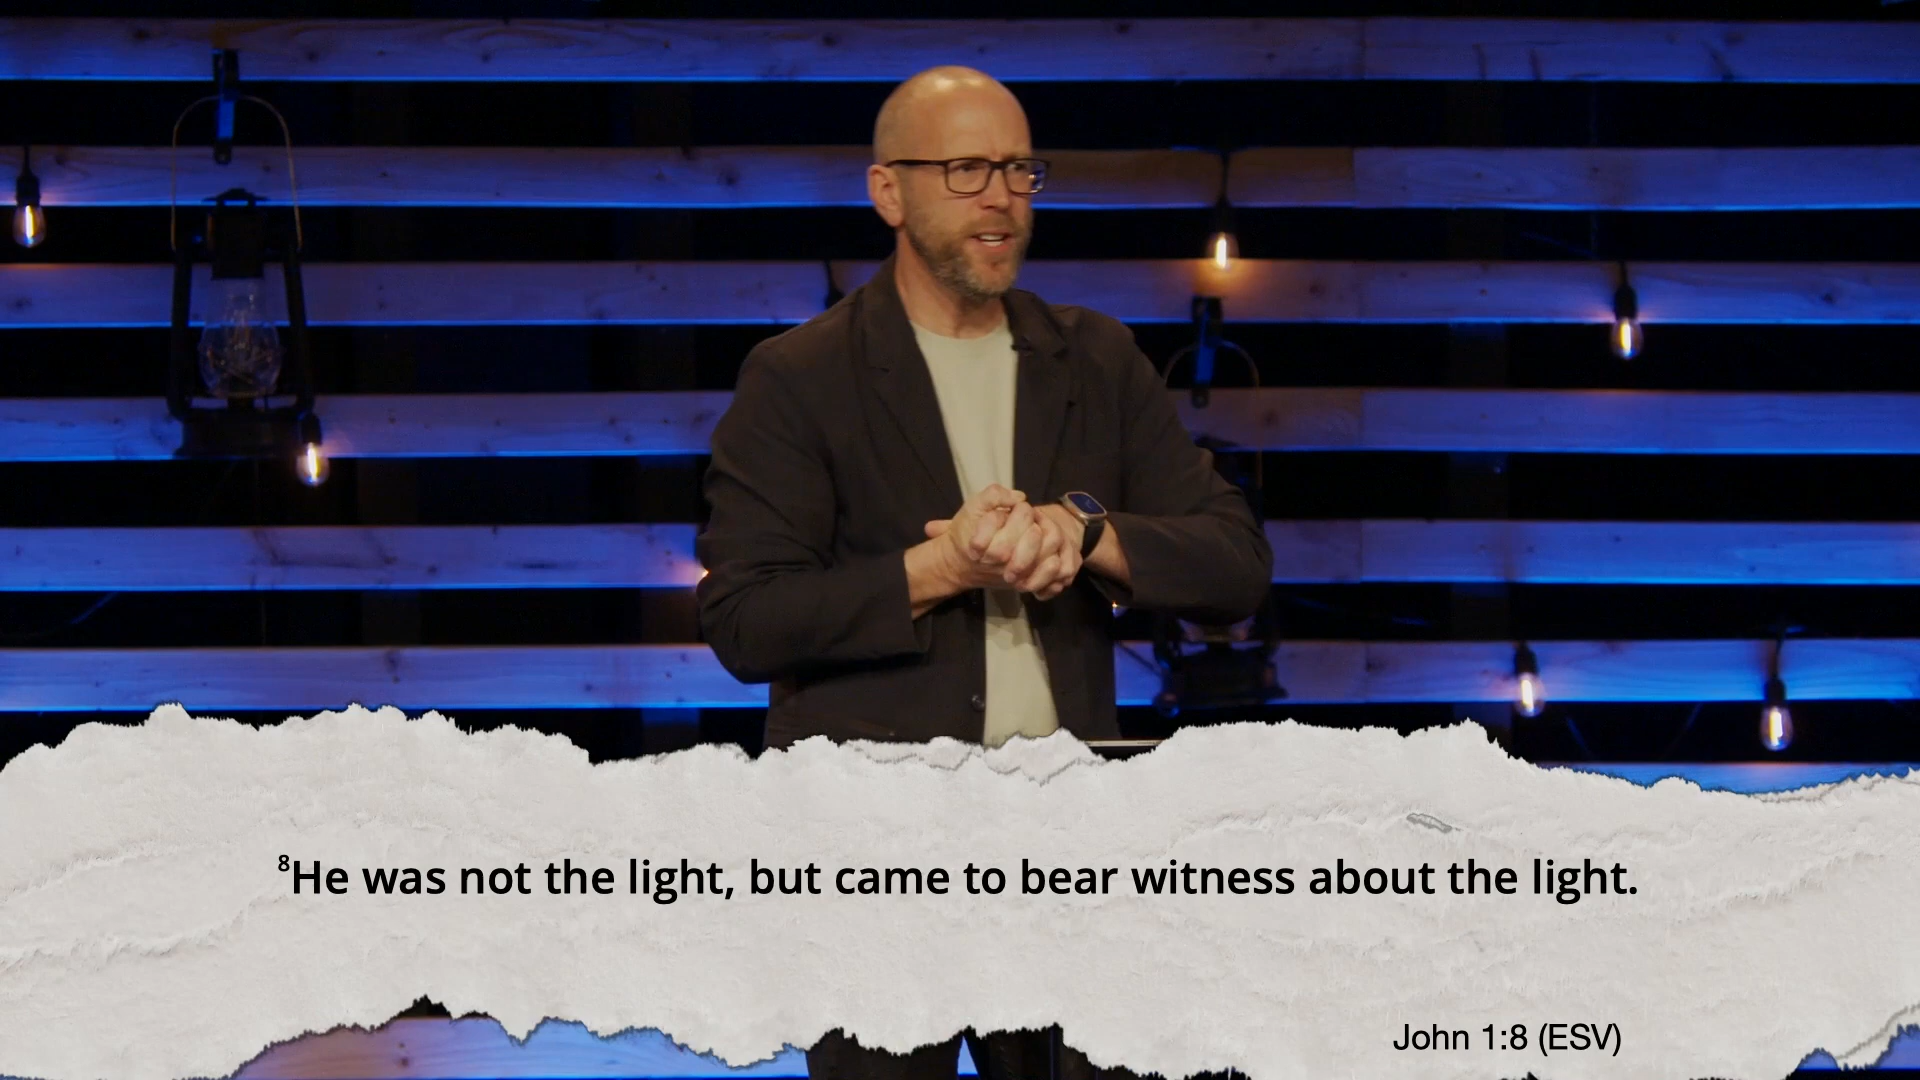 ⁸He was not the light, but came to bear witness about the light.
John 1:8 (ESV)